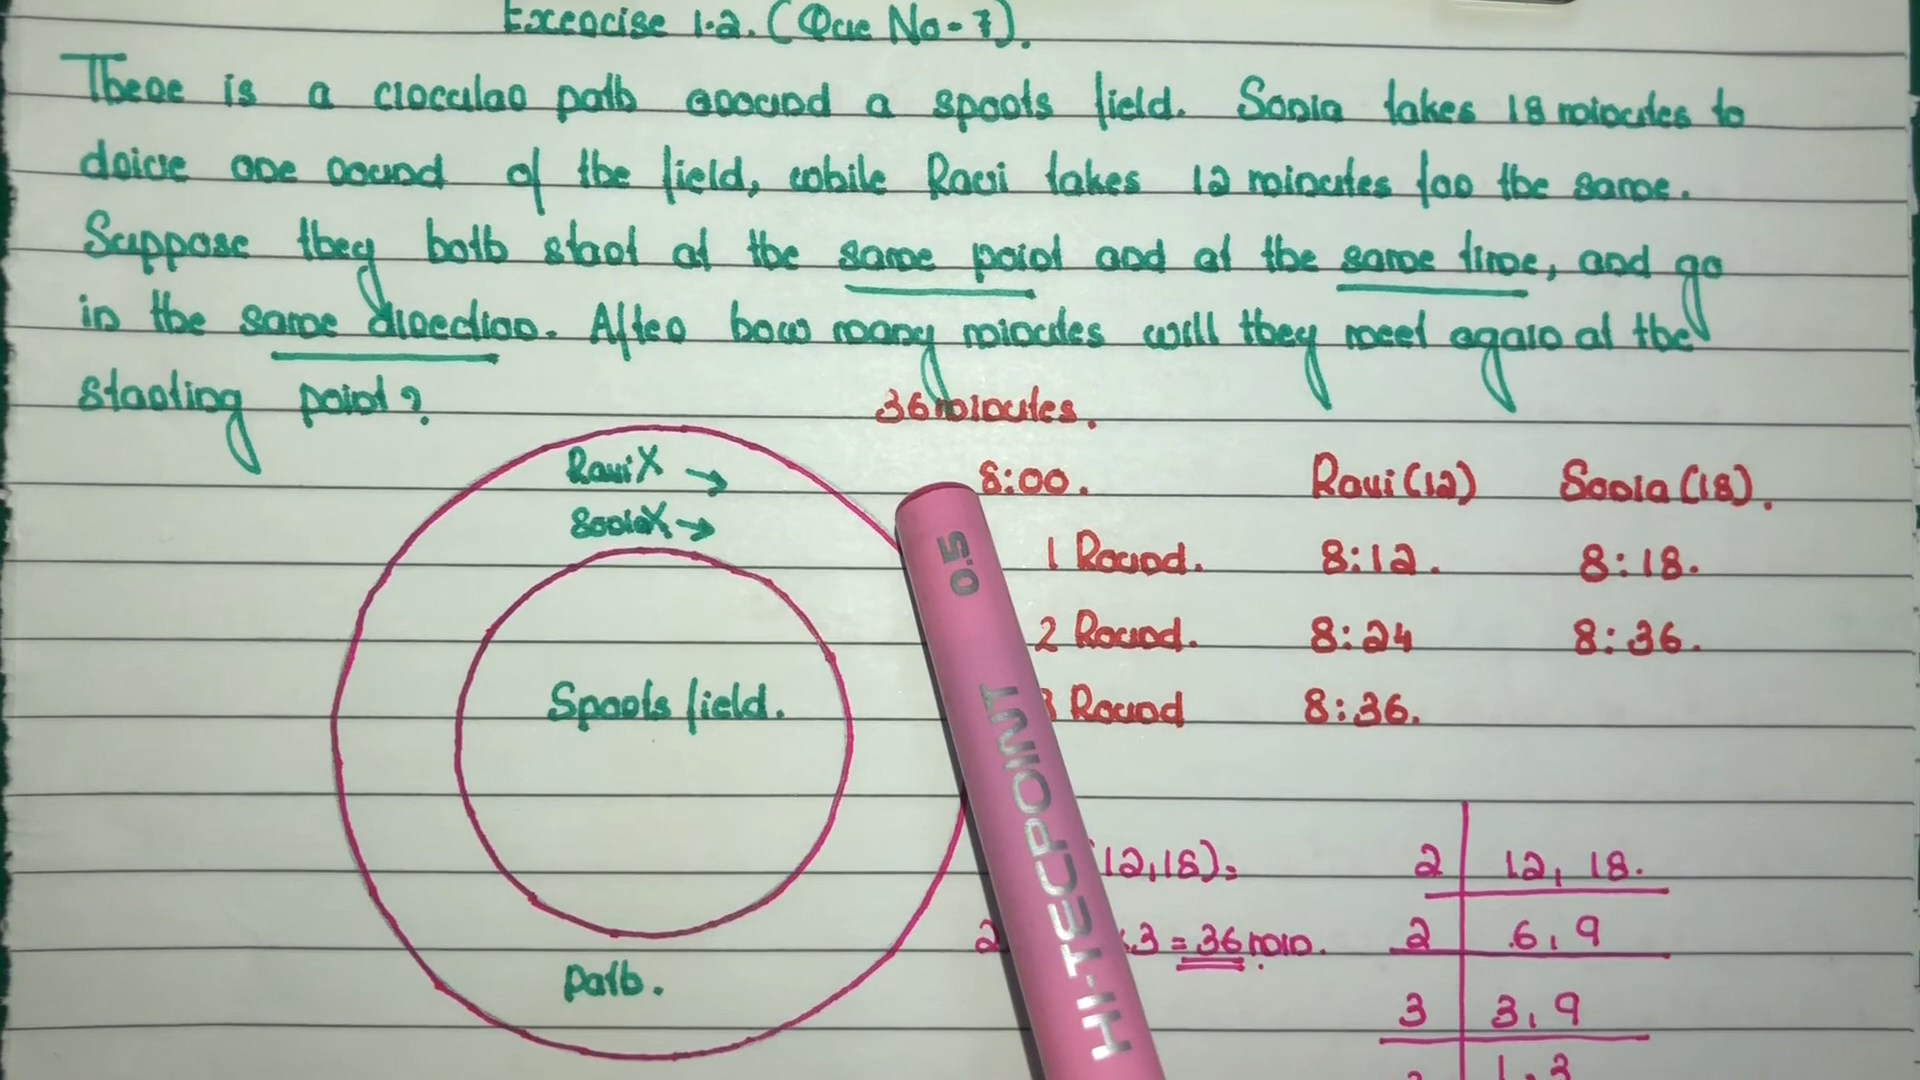 Exercise 1.2. (Que No - 7).
There is a circular path around a sports field. Sonia takes 18 minutes to
drive one round of the field, while Ravi takes 12 minutes for the same.
Suppose they both start at the same point and at the same time, and go
in the same direction. After how many minutes will they meet again at the
starting point?
36 minutes.
Ravi X →
Sonia X →
Sports field.
Path.
8:00. Ravi (12) Sonia (18).
1 Round. 8:12. 8:18.
2 Round. 8:24 8:36.
3 Round 8:36.
(12,18)=
2 3 = 36 min.
2 12, 18.
2 6, 9
3 3, 9
1, 3
0.5
HI-TECPOINT